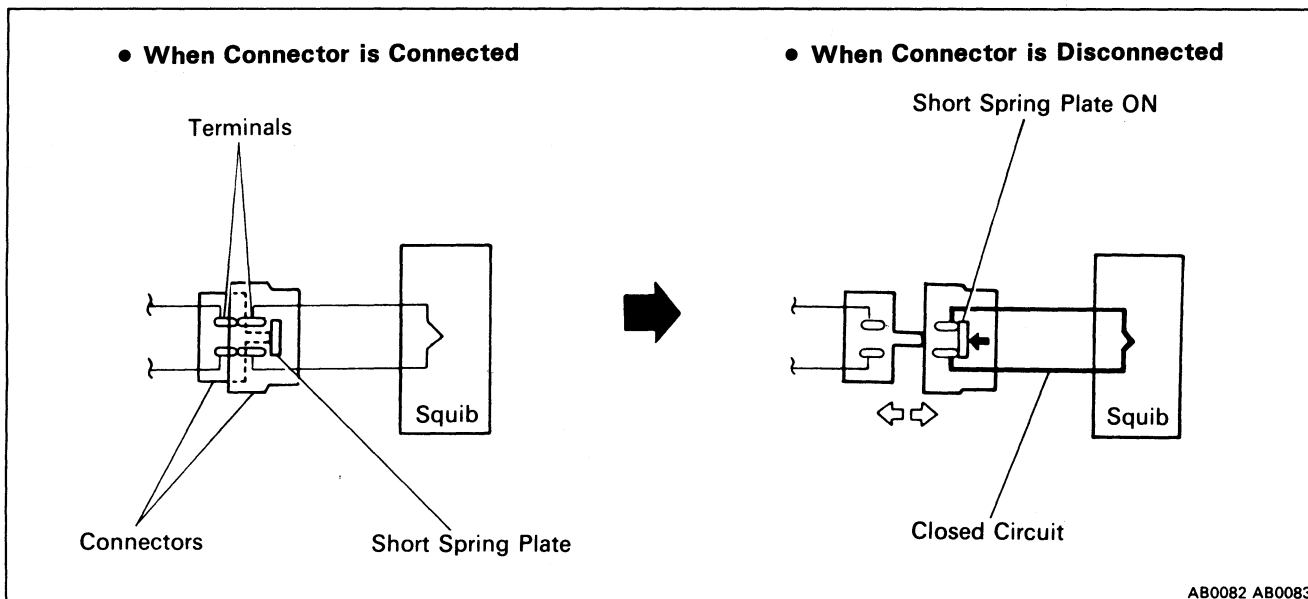 • When Connector is Connected
Terminals
Squib
Connectors
Short Spring Plate
• When Connector is Disconnected
Short Spring Plate ON
Squib
Closed Circuit
AB0082 AB0083